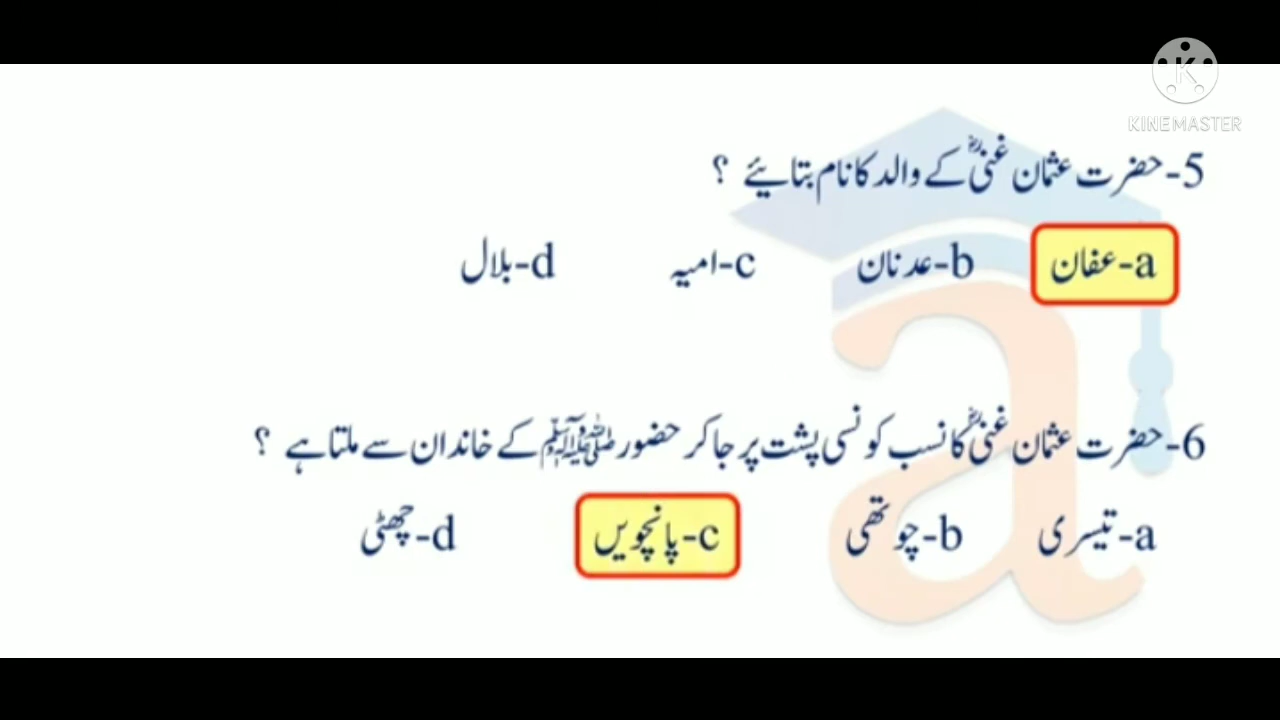 KINEMASTER
5-حضرت عثمان غنیؓ کے والد کا نام بتائیے ؟
a-عفان b-عدنان c-امیہ d-بلال
6-حضرت عثمان غنیؓ کا نسب کونسی پشت پر جا کر حضور ﷺ کے خاندان سے ملتا ہے ؟
a-تیسری b-چوتھی c-پانچویں d-چھٹی